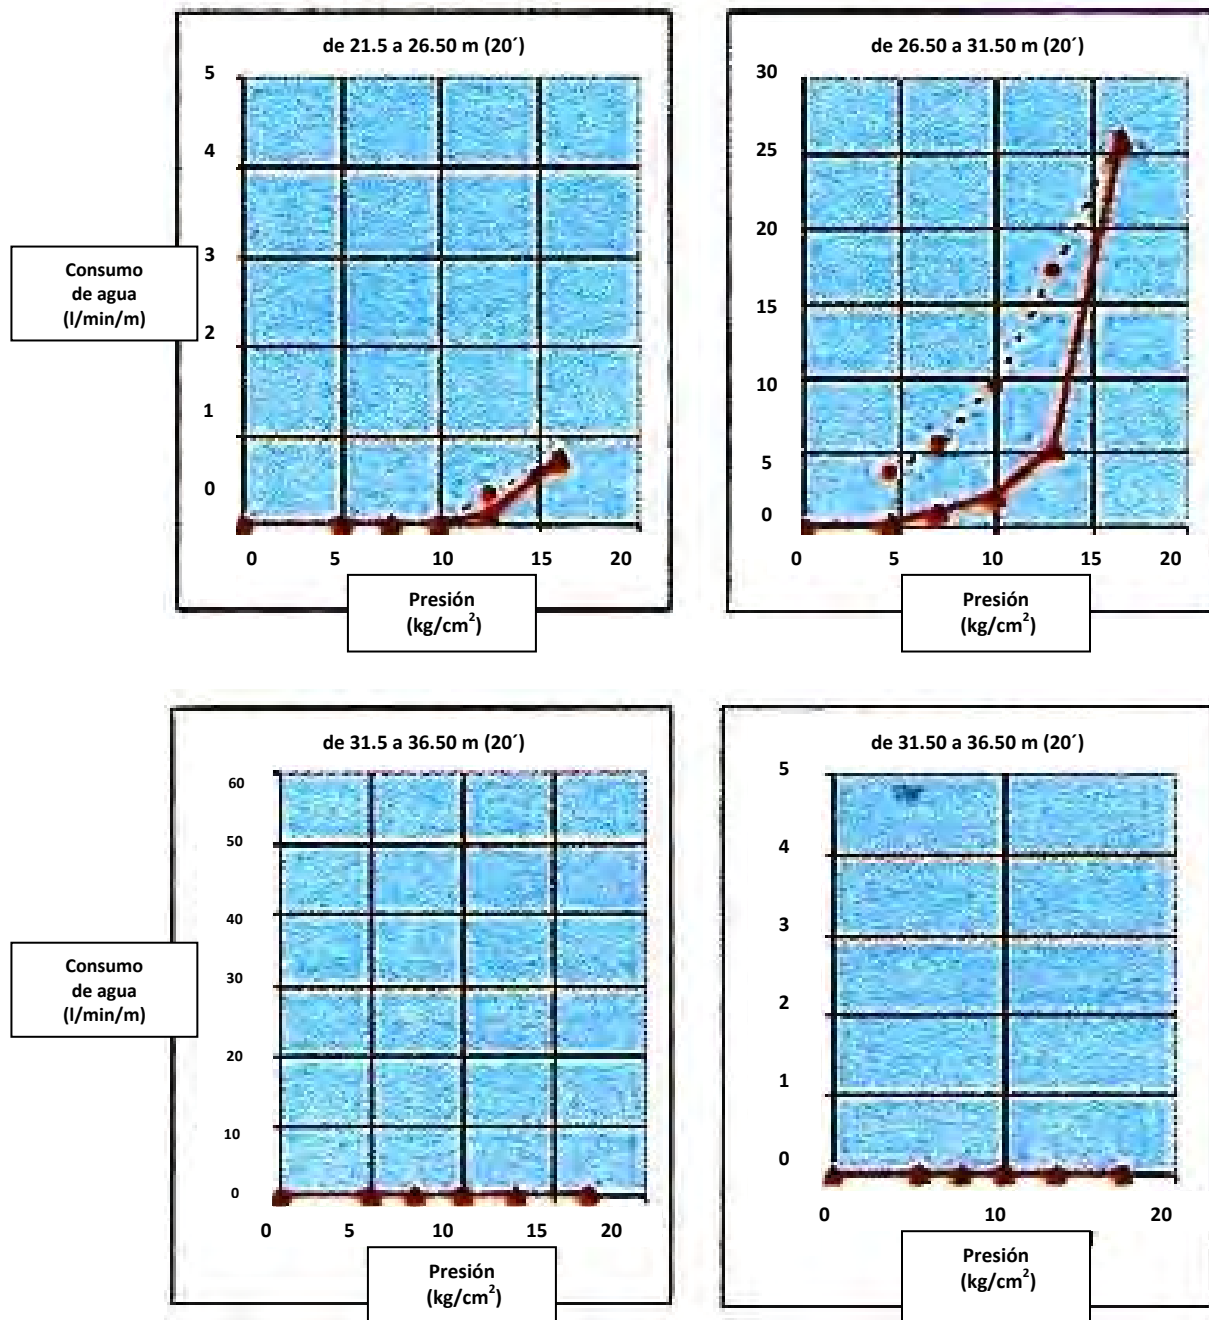 de 21.5 a 26.50 m (20´)
5
4
3
2
1
0
Consumo
de agua
(l/min/m)
0 5 10 15 20
Presión
(kg/cm²)
de 26.50 a 31.50 m (20´)
30
25
20
15
10
5
0
0 5 10 15 20
Presión
(kg/cm²)
de 31.5 a 36.50 m (20´)
60
50
40
30
20
10
0
Consumo
de agua
(l/min/m)
0 5 10 15 20
Presión
(kg/cm²)
de 31.50 a 36.50 m (20´)
5
4
3
2
1
0
0 10 20
Presión
(kg/cm²)